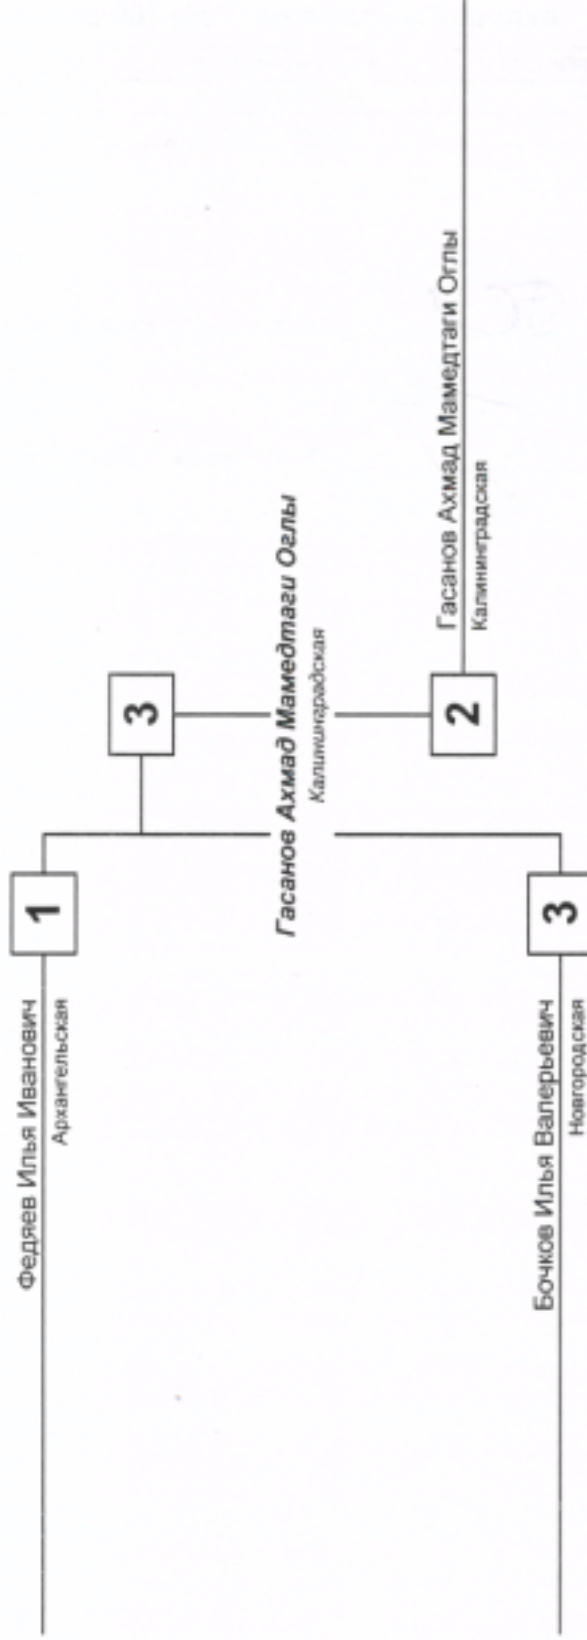 Федяев Илья Иванович
1
Архангельская
3
Гасанов Ахмад Мамедтаги Оглы
Калининградская
Гасанов Ахмад Мамедтаги Оглы
2
Калининградская
Бочков Илья Валерьевич
3
Новгородская